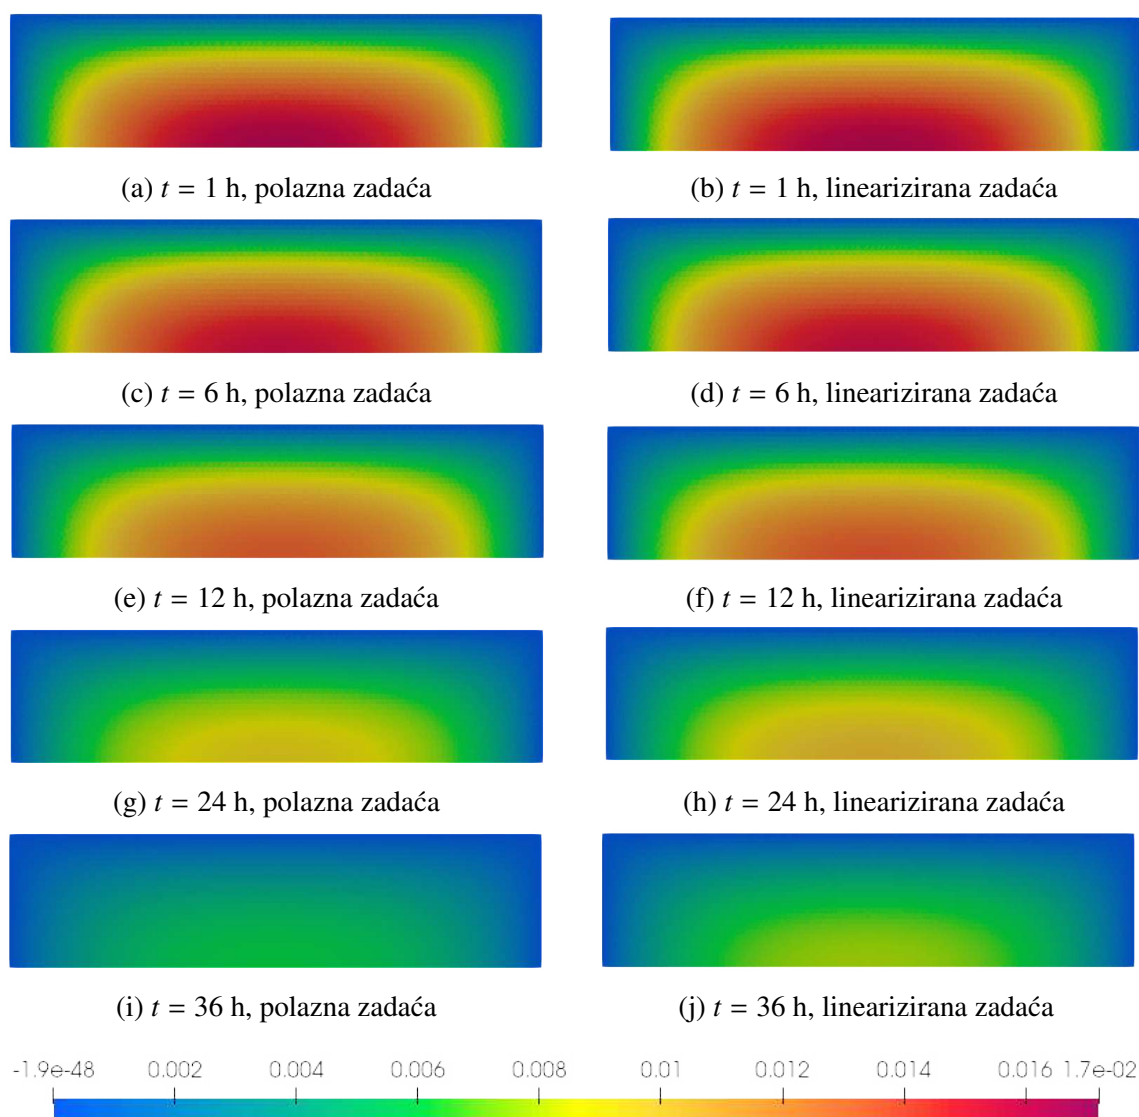 (a) t = 1 h, polazna zadaća
(b) t = 1 h, linearizirana zadaća
(c) t = 6 h, polazna zadaća
(d) t = 6 h, linearizirana zadaća
(e) t = 12 h, polazna zadaća
(f) t = 12 h, linearizirana zadaća
(g) t = 24 h, polazna zadaća
(h) t = 24 h, linearizirana zadaća
(i) t = 36 h, polazna zadaća
(j) t = 36 h, linearizirana zadaća
-1.9e-48 0.002 0.004 0.006 0.008 0.01 0.012 0.014 0.016 1.7e-02